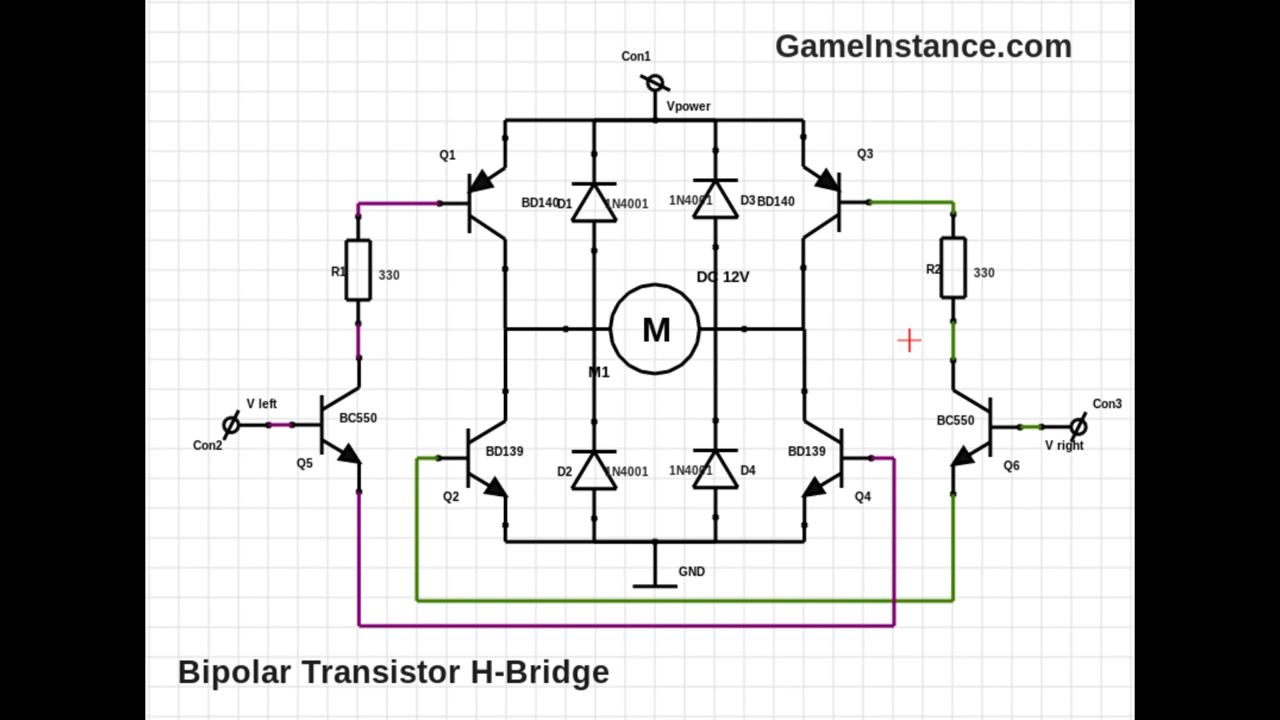 GameInstance.com
Con1
Vpower
Q1
Q3
BD140
D1
1N4001
1N4001
D3
BD140
R1
330
DC 12V
R2
330
M
M1
V left
Con2
BC550
Q5
BD139
Q2
D2
1N4001
1N4001
D4
BD139
Q4
BC550
Con3
V right
Q6
GND
Bipolar Transistor H-Bridge